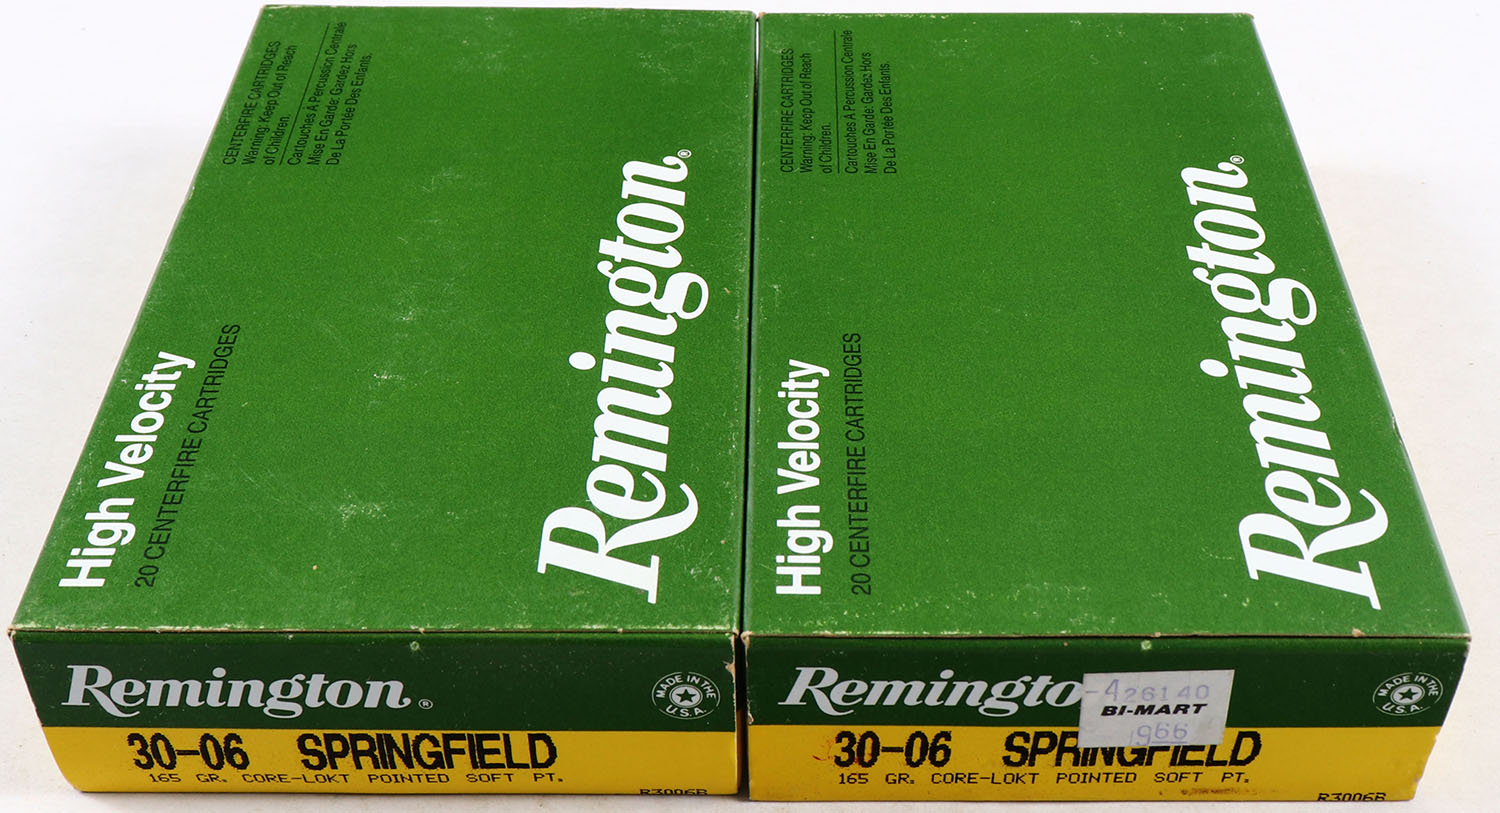 CENTERFIRE CARTRIDGES
Warning: Keep Out of Reach
of Children.
Cartouches À Percussion Centrale
Mise En Garde: Gardez Hors
De La Portée Des Enfants.
High Velocity
20 CENTERFIRE CARTRIDGES
Remington®
Remington®
MADE IN THE
U.S.A.
30-06 SPRINGFIELD
165 GR. CORE-LOKT POINTED SOFT PT.
R3006B
CENTERFIRE CARTRIDGES
Warning: Keep Out of Reach
of Children.
Cartouches À Percussion Centrale
Mise En Garde: Gardez Hors
De La Portée Des Enfants.
High Velocity
20 CENTERFIRE CARTRIDGES
Remington®
Remingto
-426140
BI-MART
966
MADE IN THE
U.S.A.
30-06 SPRINGFIELD
165 GR. CORE-LOKT POINTED SOFT PT.
R3006B